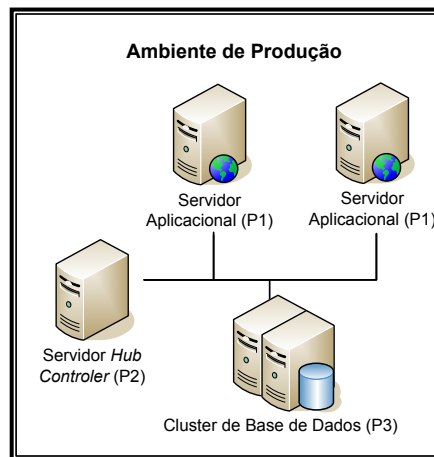 Ambiente de Produção
Servidor
Aplicacional (P1)
Servidor
Aplicacional (P1)
Servidor Hub
Controler (P2)
Cluster de Base de Dados (P3)